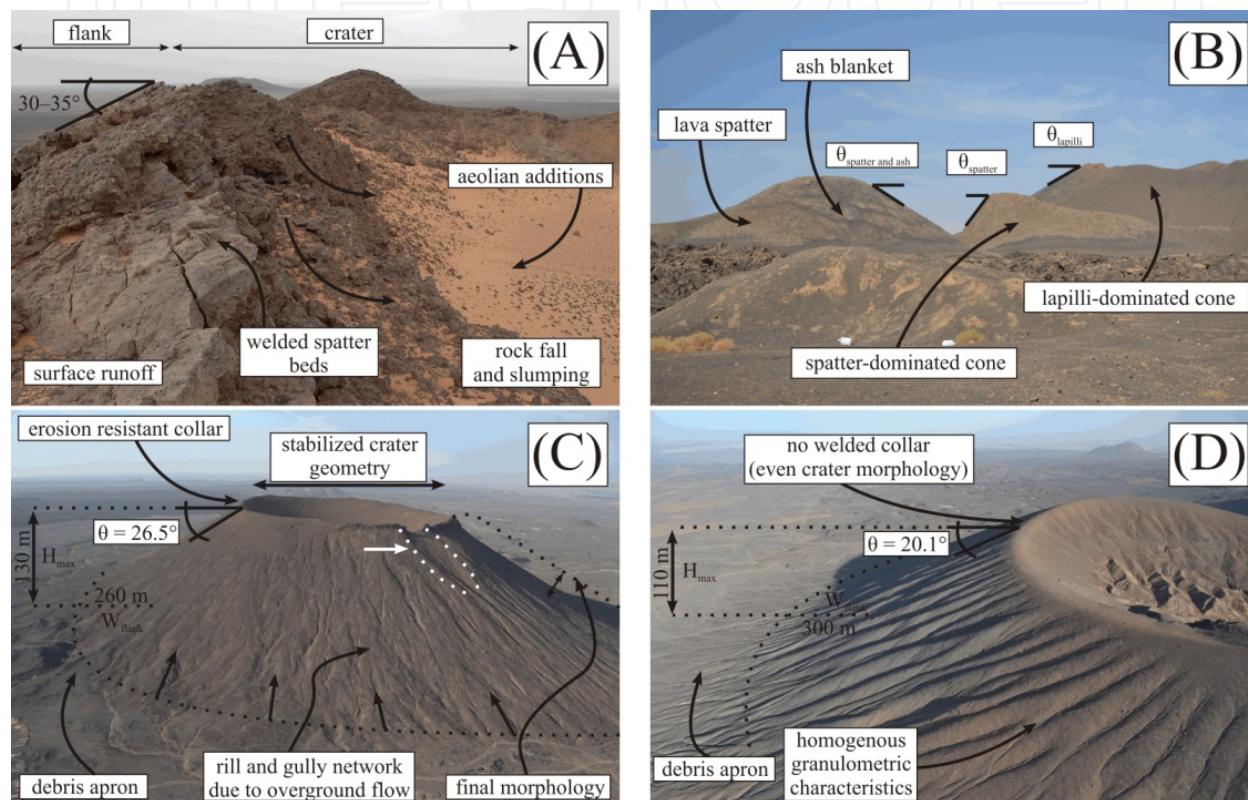 flank
crater
(A)
30–35°
aeolian additions
welded spatter
beds
surface runoff
rock fall
and slumping
(B)
ash blanket
lava spatter
θspatter and ash
θspatter
θlapilli
lapilli-dominated cone
spatter-dominated cone
(C)
erosion resistant collar
stabilized crater
geometry
θ = 26.5°
130 m
Hmax
260 m
Wflank
debris apron
rill and gully network
due to overground flow
final morphology
(D)
no welded collar
(even crater morphology)
θ = 20.1°
110 m
Hmax
Wflank
300 m
debris apron
homogenous
granulometric
characteristics